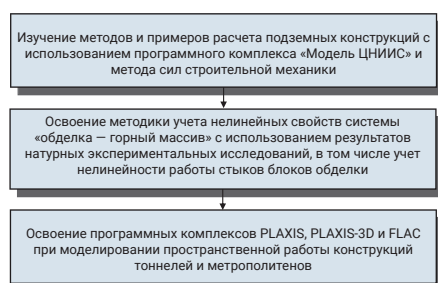 Изучение методов и примеров расчета подземных конструкций с
использованием программного комплекса «Модель ЦНИИС» и
метода сил строительной механики
Освоение методики учета нелинейных свойств системы
«обделка — горный массив» с использованием результатов
натурных экспериментальных исследований, в том числе учет
нелинейности работы стыков блоков обделки
Освоение программных комплексов PLAXIS, PLAXIS-3D и FLAC
при моделировании пространственной работы конструкций
тоннелей и метрополитенов